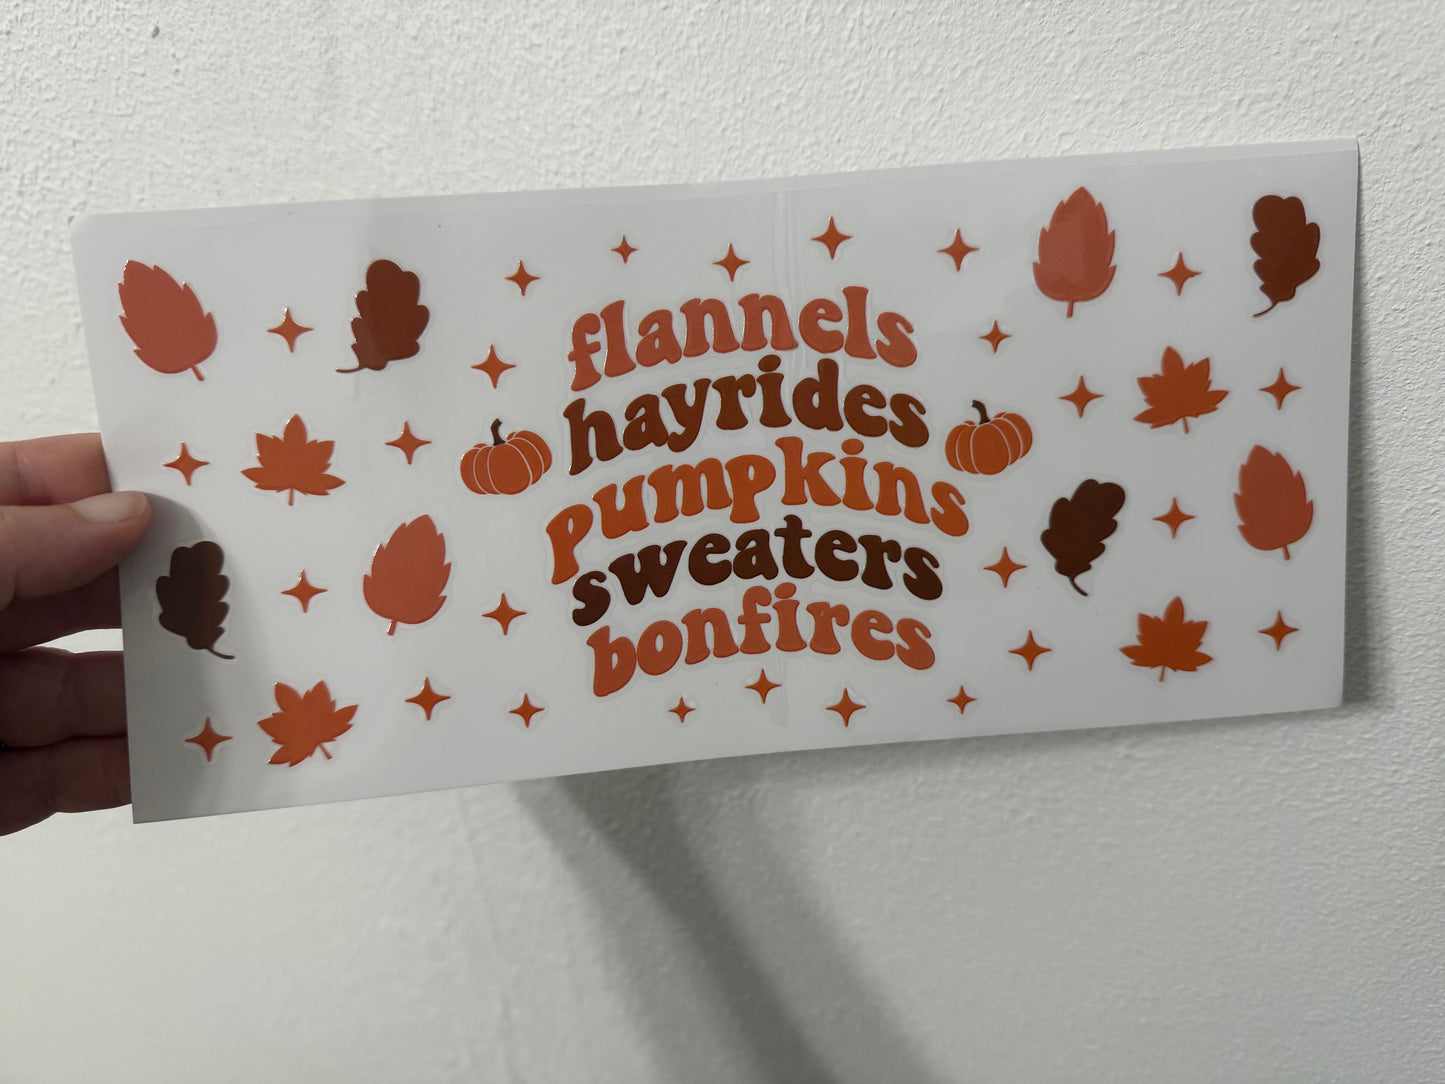 flannels
hayrides
pumpkins
sweaters
bonfires